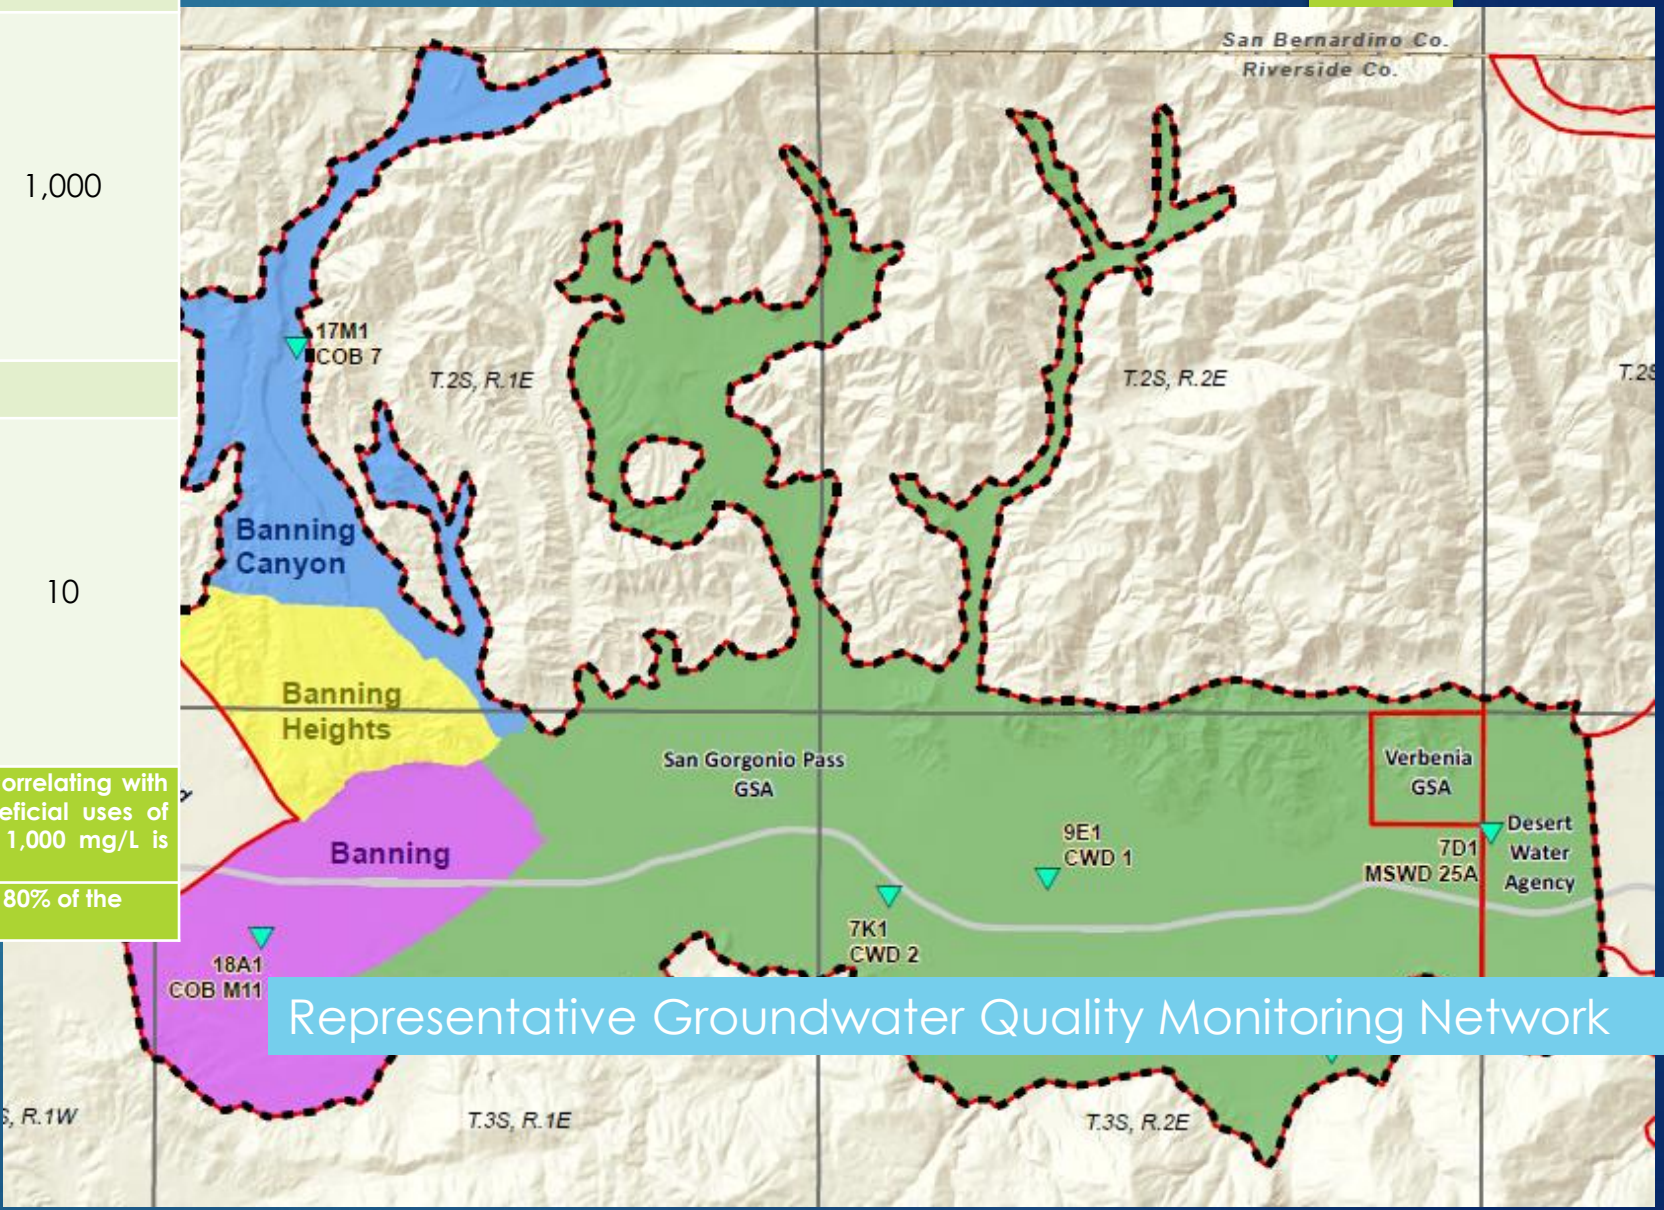 1,000
10
orrelating with
eficial uses of
1,000 mg/L is
80% of the
San Bernardino Co.
Riverside Co.
17M1
COB 7
T.2S, R.1E
T.2S, R.2E
T.2S
Banning
Canyon
Banning
Heights
Banning
San Gorgonio Pass
GSA
Verbenia
GSA
9E1
CWD 1
7D1
MSWD 25A
Desert
Water
Agency
7K1
CWD 2
18A1
COB M11
Representative Groundwater Quality Monitoring Network
S, R.1W
T.3S, R.1E
T.3S, R.2E